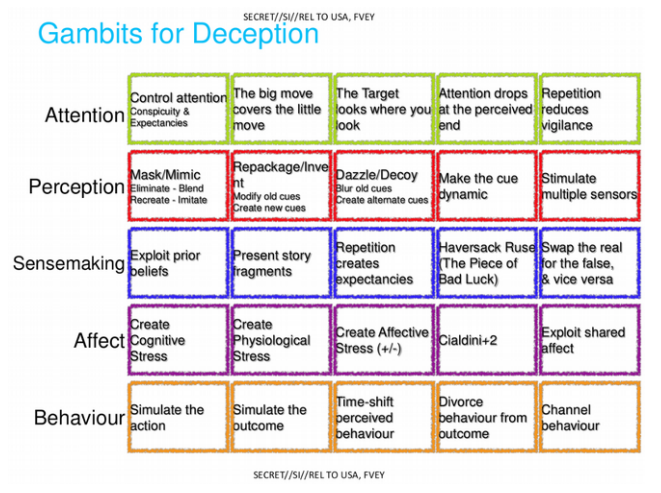 SECRET//SI//REL TO USA, FVEY
Gambits for Deception
Attention
Control attention
Conspicuity &
Expectancies
The big move
covers the little
move
The Target
looks where you
look
Attention drops
at the perceived
end
Repetition
reduces
vigilance
Perception
Mask/Mimic
Eliminate - Blend
Recreate - Imitate
Repackage/Inve
nt
Modify old cues
Create new cues
Dazzle/Decoy
Blur old cues
Create alternate cues
Make the cue
dynamic
Stimulate
multiple sensors
Sensemaking
Exploit prior
beliefs
Present story
fragments
Repetition
creates
expectancies
Haversack Ruse
(The Piece of
Bad Luck)
Swap the real
for the false,
& vice versa
Affect
Create
Cognitive
Stress
Create
Physiological
Stress
Create Affective
Stress (+/-)
Cialdini+2
Exploit shared
affect
Behaviour
Simulate the
action
Simulate the
outcome
Time-shift
perceived
behaviour
Divorce
behaviour from
outcome
Channel
behaviour
SECRET//SI//REL TO USA, FVEY